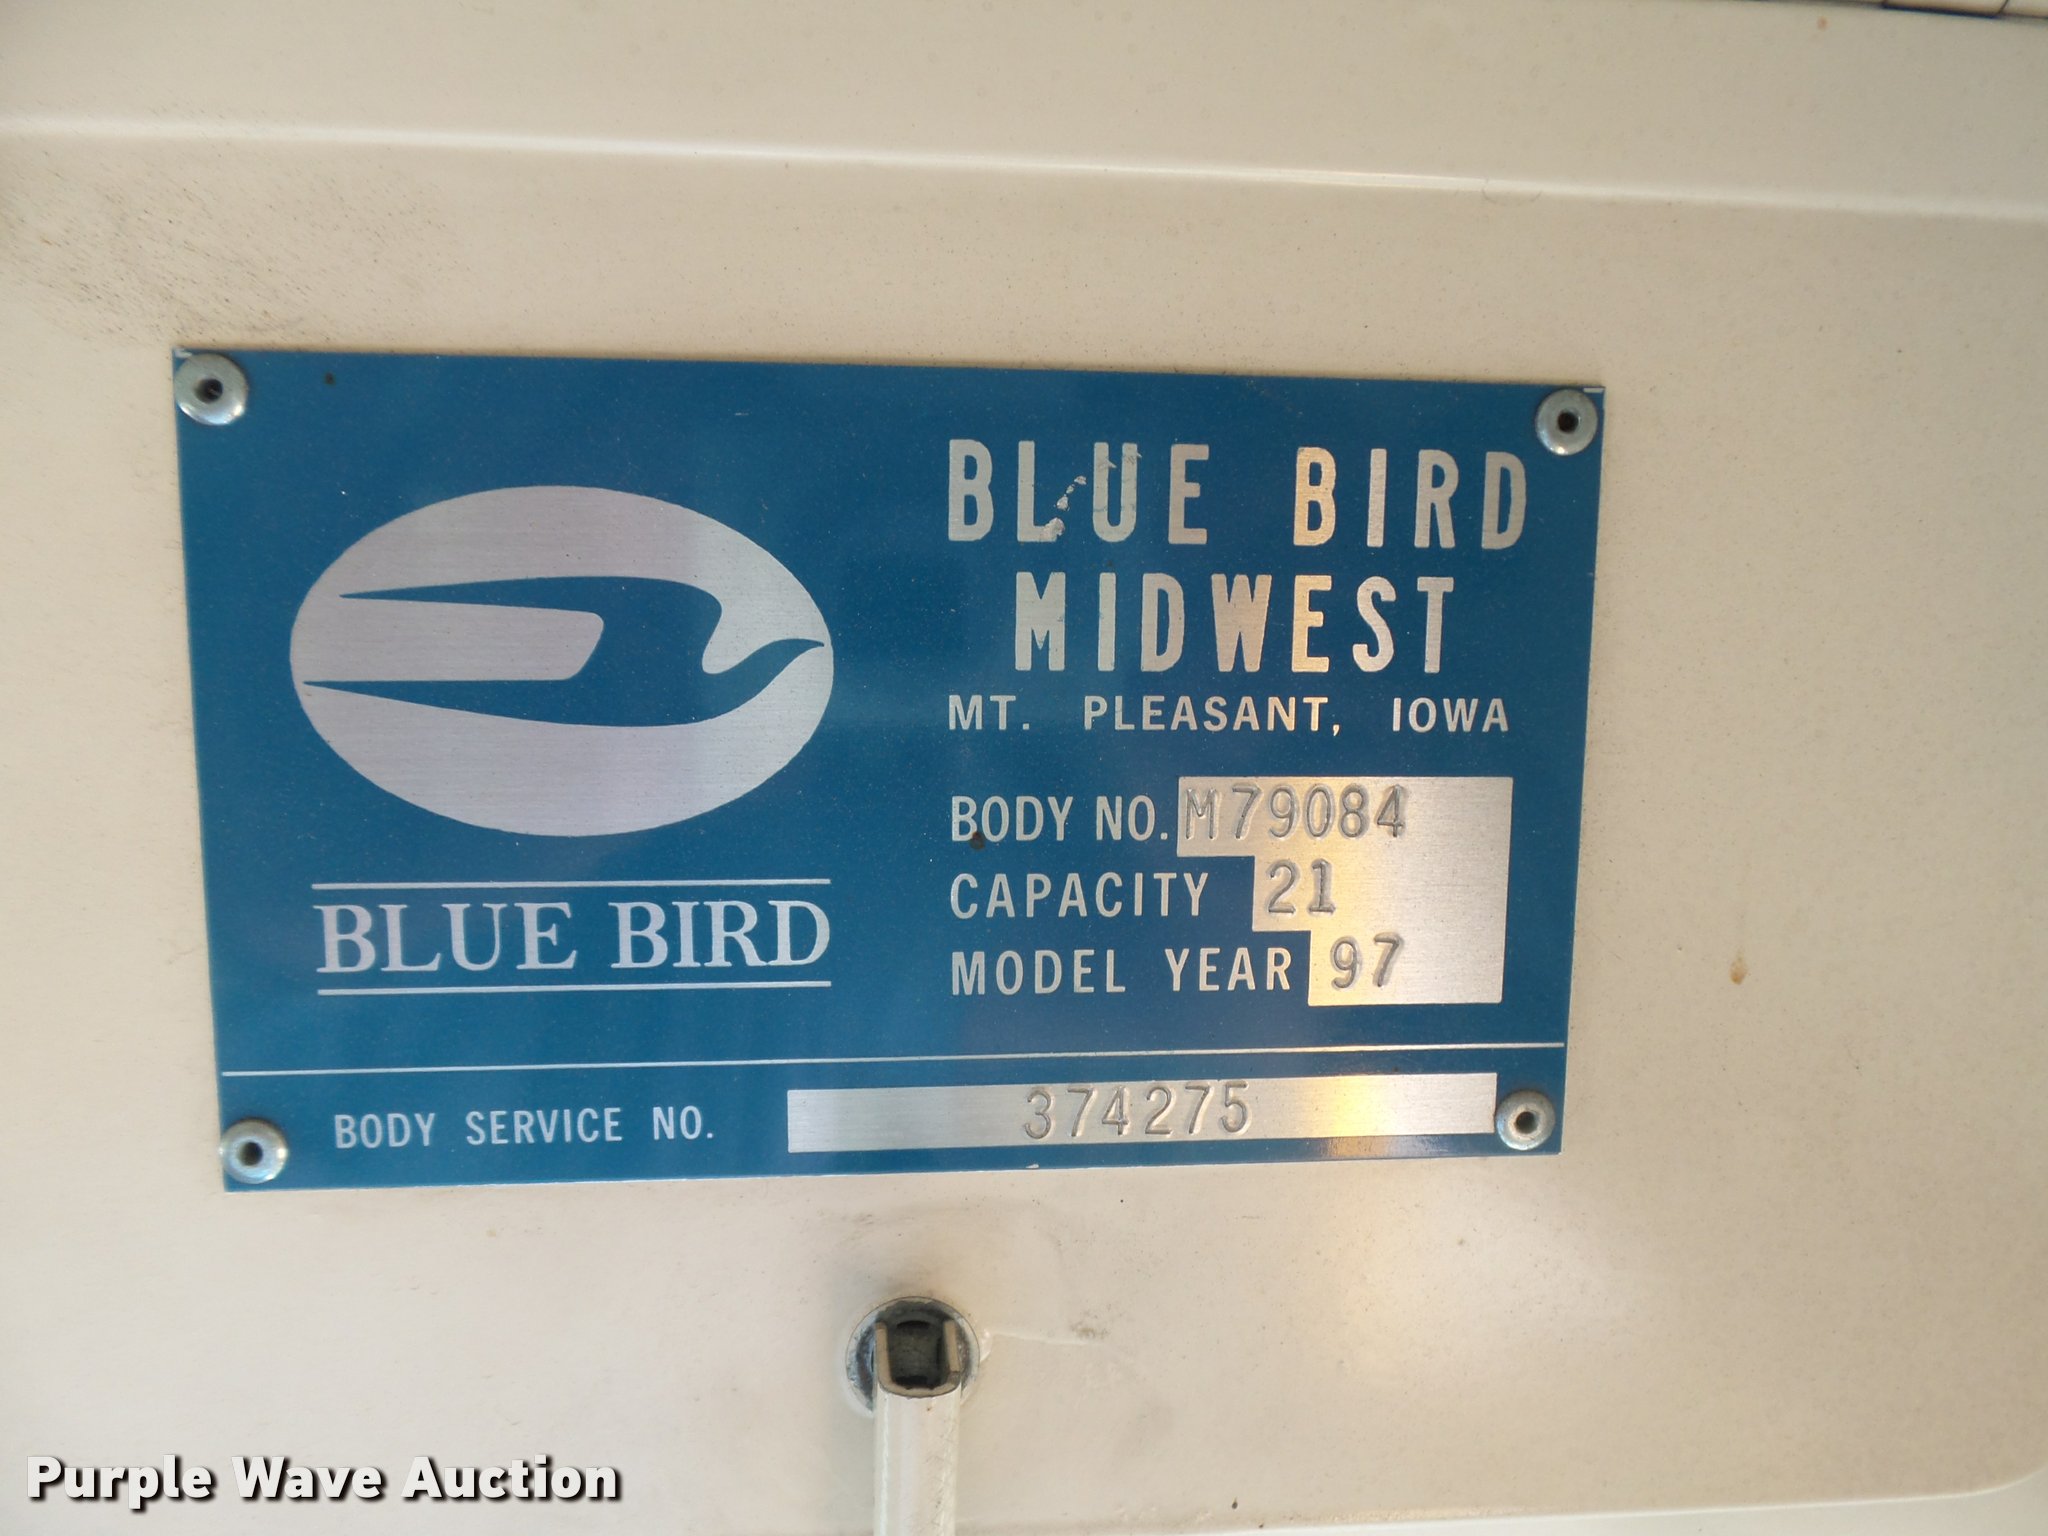 BLUE BIRD
MIDWEST
MT. PLEASANT, IOWA
BODY NO. M79084
CAPACITY 21
MODEL YEAR 97
BLUE BIRD
BODY SERVICE NO. 374275
Purple Wave Auction